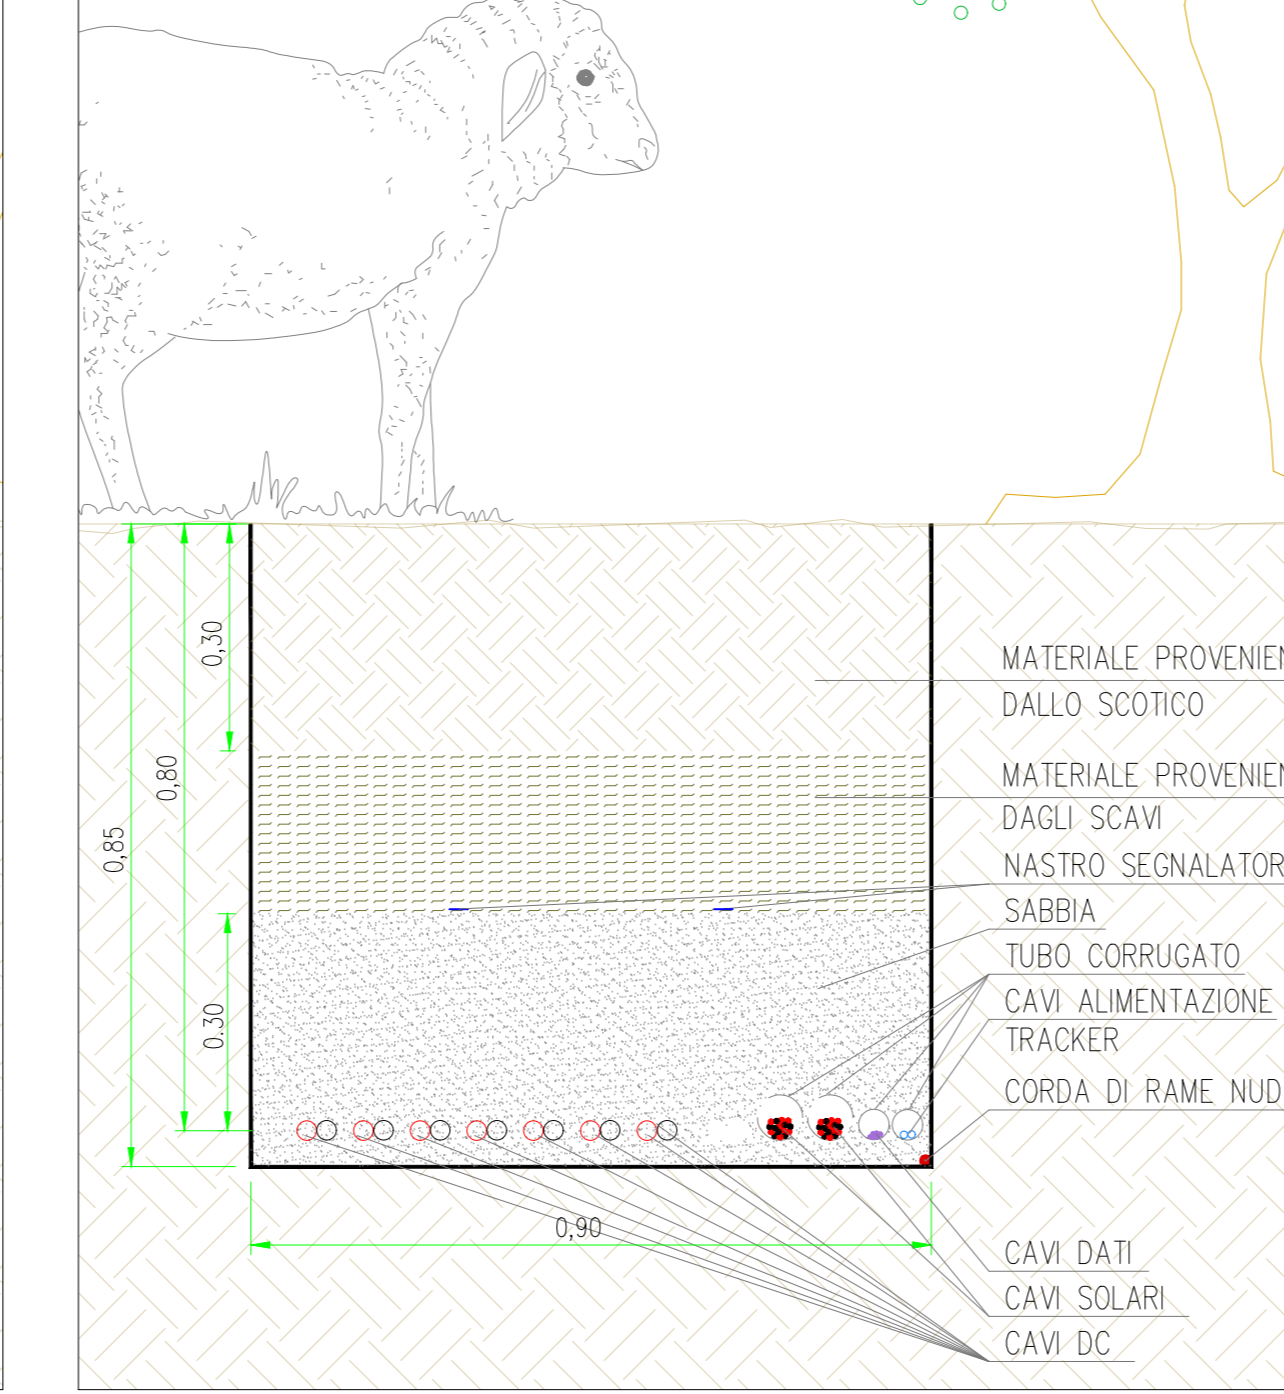 0,30
0,80
0,85
0.30
0,90
MATERIALE PROVENIEN
DALLO SCOTICO
MATERIALE PROVENIEN
DAGLI SCAVI
NASTRO SEGNALATOR
SABBIA
TUBO CORRUGATO
CAVI ALIMENTAZIONE
TRACKER
CORDA DI RAME NUD
CAVI DATI
CAVI SOLARI
CAVI DC